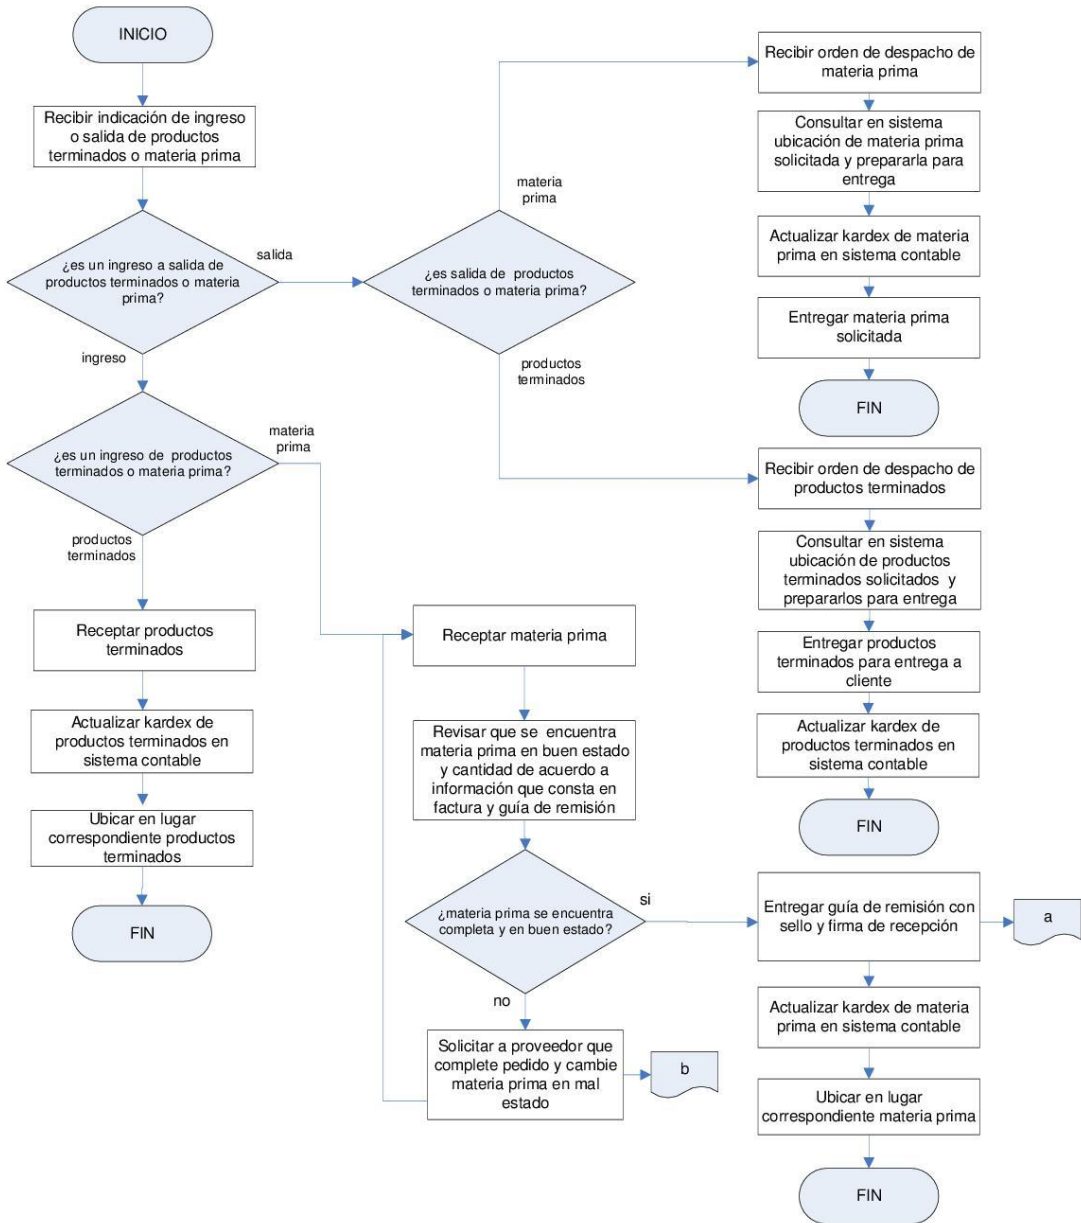 INICIO
Recibir indicación de ingreso
o salida de productos
terminados o materia prima
¿es un ingreso a salida de
productos terminados o materia
prima?
salida
ingreso
¿es salida de productos
terminados o materia prima?
materia
prima
productos
terminados
Recibir orden de despacho de
materia prima
Consultar en sistema
ubicación de materia prima
solicitada y prepararla para
entrega
Actualizar kardex de materia
prima en sistema contable
Entregar materia prima
solicitada
FIN
Recibir orden de despacho de
productos terminados
Consultar en sistema
ubicación de productos
terminados solicitados y
prepararlos para entrega
Entregar productos
terminados para entrega a
cliente
Actualizar kardex de
productos terminados en
sistema contable
FIN
¿es un ingreso de productos
terminados o materia prima?
materia
prima
productos
terminados
Receptar productos
terminados
Actualizar kardex de
productos terminados en
sistema contable
Ubicar en lugar
correspondiente productos
terminados
FIN
Receptar materia prima
Revisar que se encuentra
materia prima en buen estado
y cantidad de acuerdo a
información que consta en
factura y guía de remisión
¿materia prima se encuentra
completa y en buen estado?
si
no
Solicitar a proveedor que
complete pedido y cambie
materia prima en mal
estado
b
Entregar guía de remisión con
sello y firma de recepción
a
Actualizar kardex de materia
prima en sistema contable
Ubicar en lugar
correspondiente materia prima
FIN